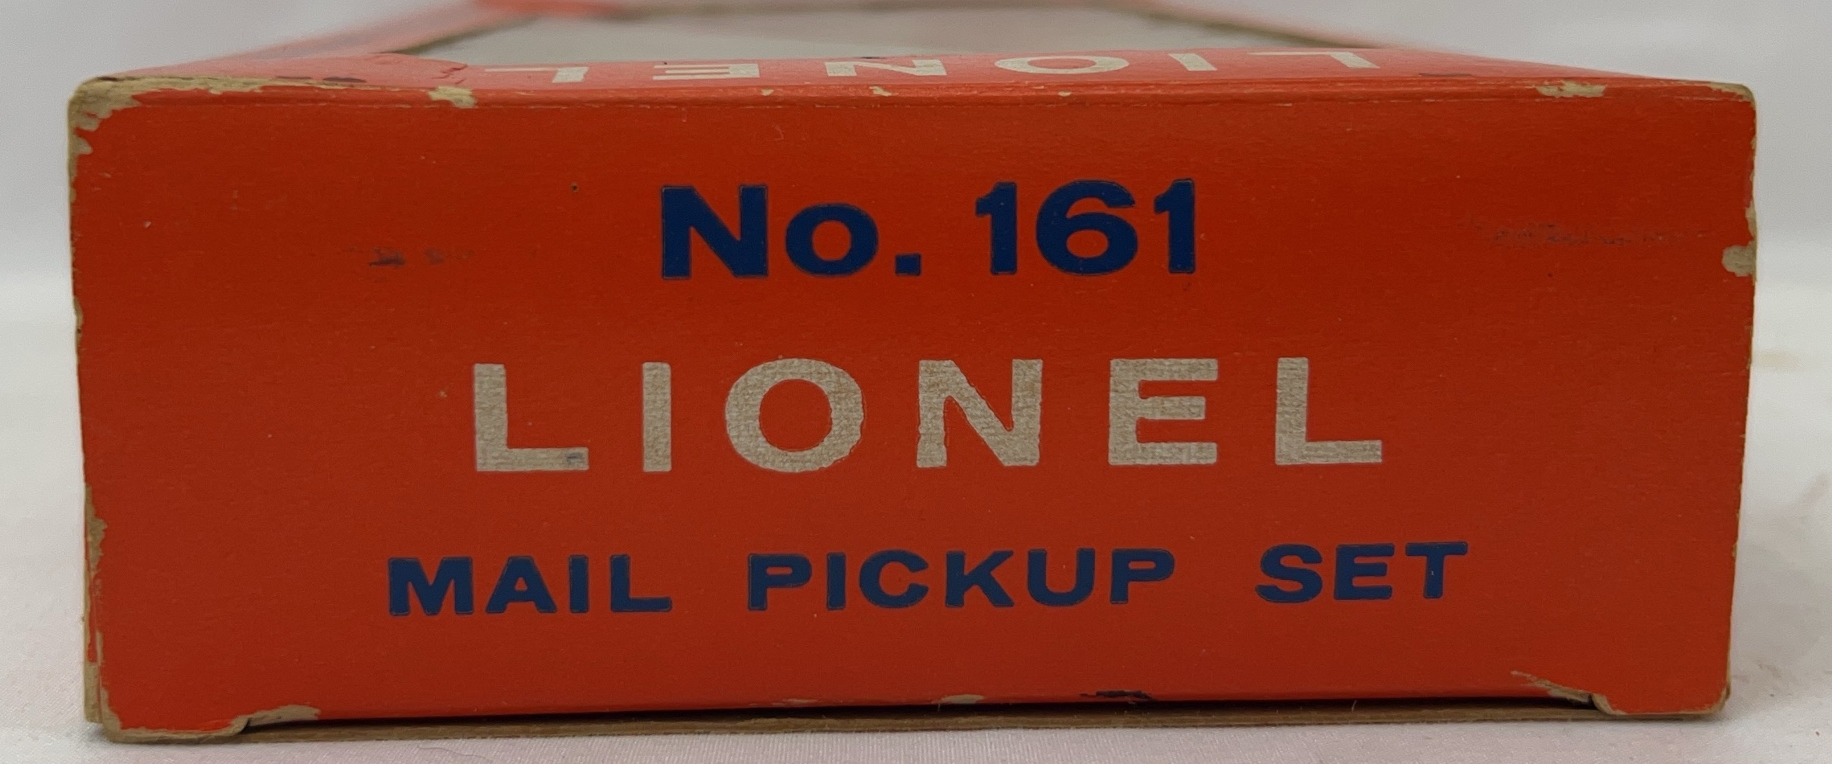 LIONEL
No. 161
LIONEL
MAIL PICKUP SET